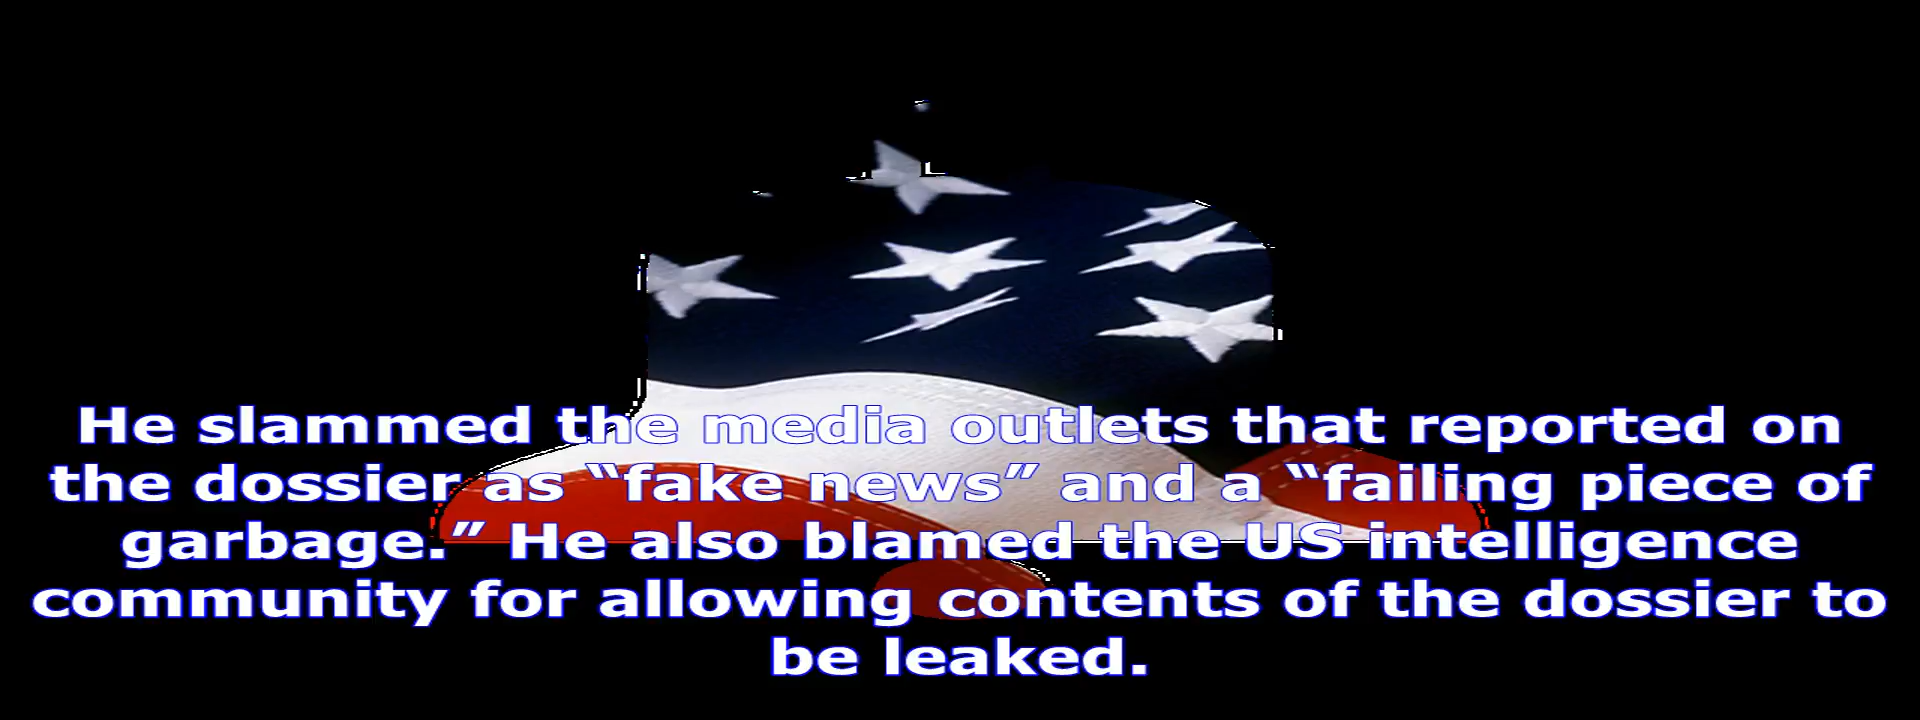 He slammed the media outlets that reported on
the dossier as “fake news” and a “failing piece of
garbage.” He also blamed the US intelligence
community for allowing contents of the dossier to
be leaked.